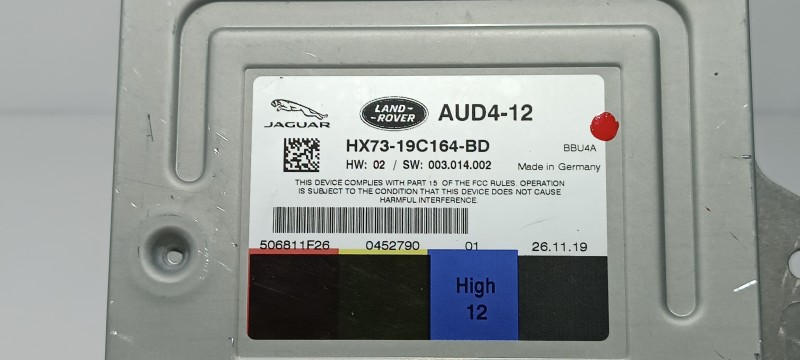 JAGUAR
LAND-
-ROVER
AUD4-12
HX73-19C164-BD
BBU4A
HW: 02 / SW: 003.014.002
Made in Germany
THIS DEVICE COMPLIES WITH PART 15 OF THE FCC RULES. OPERATION
IS SUBJECT TO THE CONDITION THAT THIS DEVICE DOES NOT CAUSE
HARMFUL INTERFERENCE.
506811F26 0452790 01 26.11.19
High
12